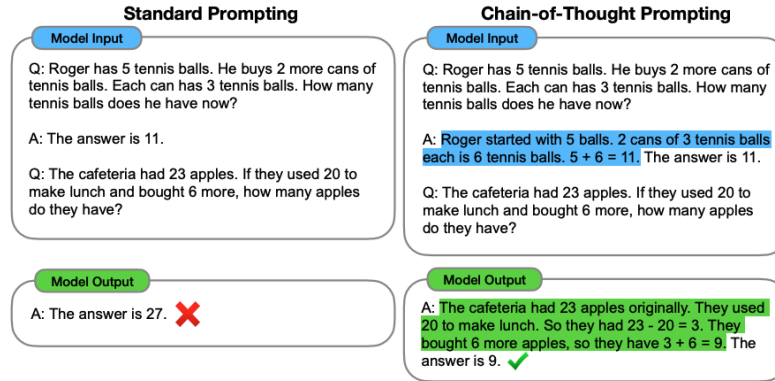 Standard Prompting
Model Input
Q: Roger has 5 tennis balls. He buys 2 more cans of
tennis balls. Each can has 3 tennis balls. How many
tennis balls does he have now?
A: The answer is 11.
Q: The cafeteria had 23 apples. If they used 20 to
make lunch and bought 6 more, how many apples
do they have?
Model Output
A: The answer is 27.
Chain-of-Thought Prompting
Model Input
Q: Roger has 5 tennis balls. He buys 2 more cans of
tennis balls. Each can has 3 tennis balls. How many
tennis balls does he have now?
A: Roger started with 5 balls. 2 cans of 3 tennis balls
each is 6 tennis balls. 5 + 6 = 11. The answer is 11.
Q: The cafeteria had 23 apples. If they used 20 to
make lunch and bought 6 more, how many apples
do they have?
Model Output
A: The cafeteria had 23 apples originally. They used
20 to make lunch. So they had 23 - 20 = 3. They
bought 6 more apples, so they have 3 + 6 = 9. The
answer is 9.